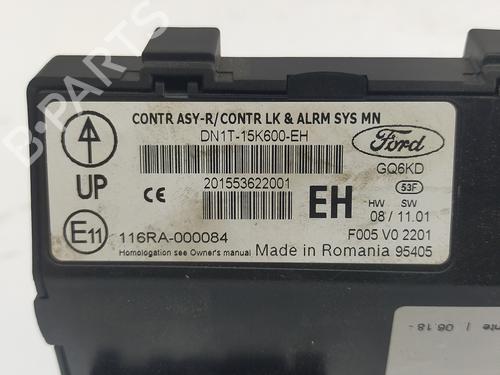 CONTR ASY-R/CONTR LK & ALRM SYS MN
DN1T-15K600-EH
Ford
GQ6KD
UP
CE
201553622001
EH
53F
HW SW
08 / 11.01
E11
116RA-000084
F005 V0 2201
Homologation see Owner's manual
Made in Romania 95405
B-PARTS
| 06.18 -